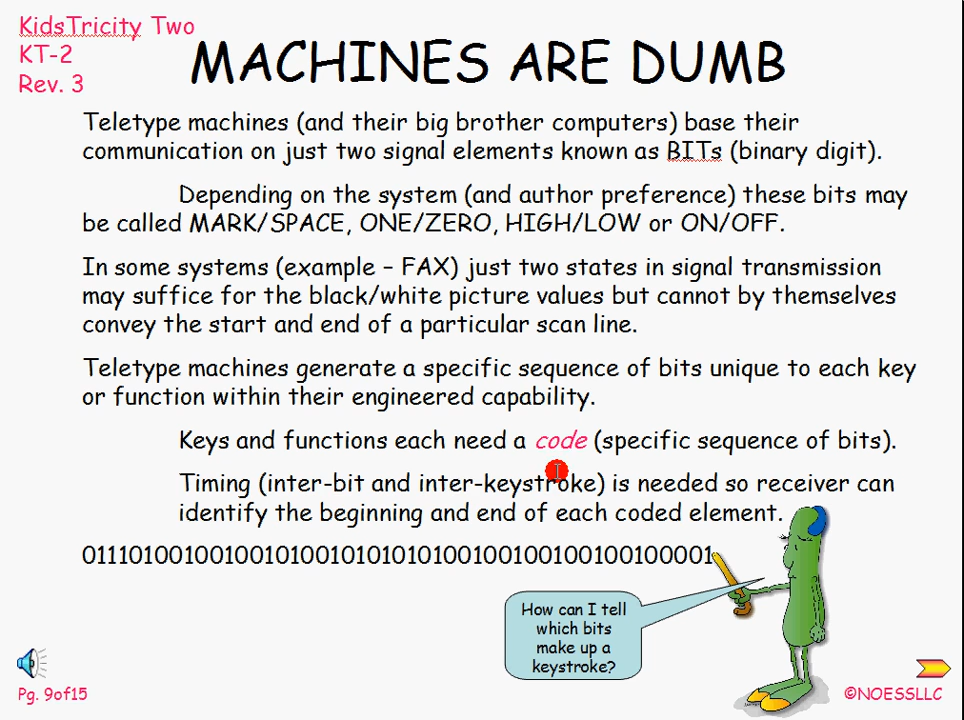 KidsTricity Two
KT-2
Rev. 3
MACHINES ARE DUMB
Teletype machines (and their big brother computers) base their
communication on just two signal elements known as BITs (binary digit).
Depending on the system (and author preference) these bits may
be called MARK/SPACE, ONE/ZERO, HIGH/LOW or ON/OFF.
In some systems (example – FAX) just two states in signal transmission
may suffice for the black/white picture values but cannot by themselves
convey the start and end of a particular scan line.
Teletype machines generate a specific sequence of bits unique to each key
or function within their engineered capability.
Keys and functions each need a code (specific sequence of bits).
Timing (inter-bit and inter-keystroke) is needed so receiver can
identify the beginning and end of each coded element.
01110100100100101001010101010010010010010010001
How can I tell
which bits
make up a
keystroke?
Pg. 9of15
©NOESSLLC